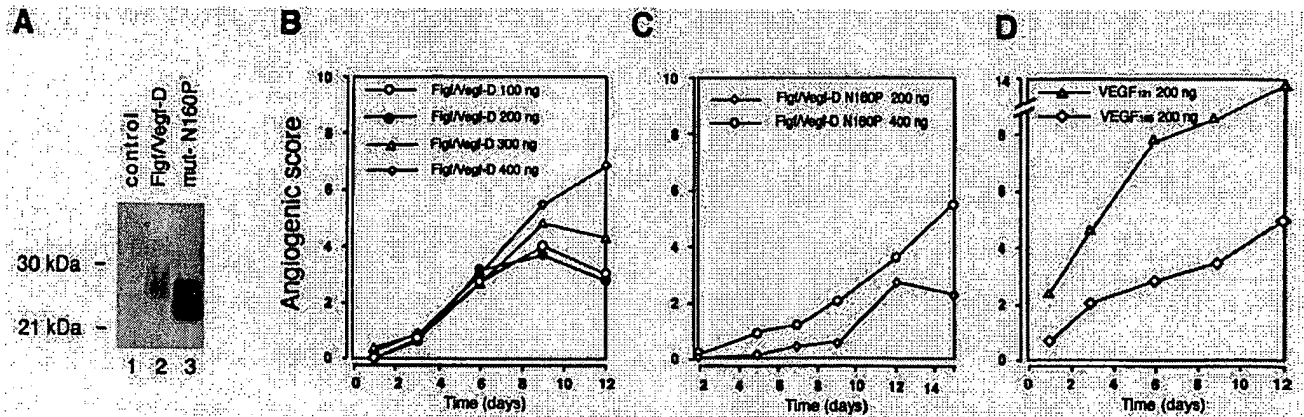 A
control
Figf/Vegf-D
mut- N160P
30 kDa
21 kDa
1 2 3
B
Angiogenic score
10
8
6
4
2
0
Figf/Vegf-D 100 ng
Figf/Vegf-D 200 ng
Figf/Vegf-D 300 ng
Figf/Vegf-D 400 ng
0 2 4 6 8 10 12
Time (days)
C
10
8
6
4
2
0
Figf/Vegf-D N160P 200 ng
Figf/Vegf-D N160P 400 ng
2 4 6 8 10 12 14
Time (days)
D
14
8
6
4
2
0
VEGF121 200 ng
200 ng
0 2 4 6 8 10 12
Time (days)